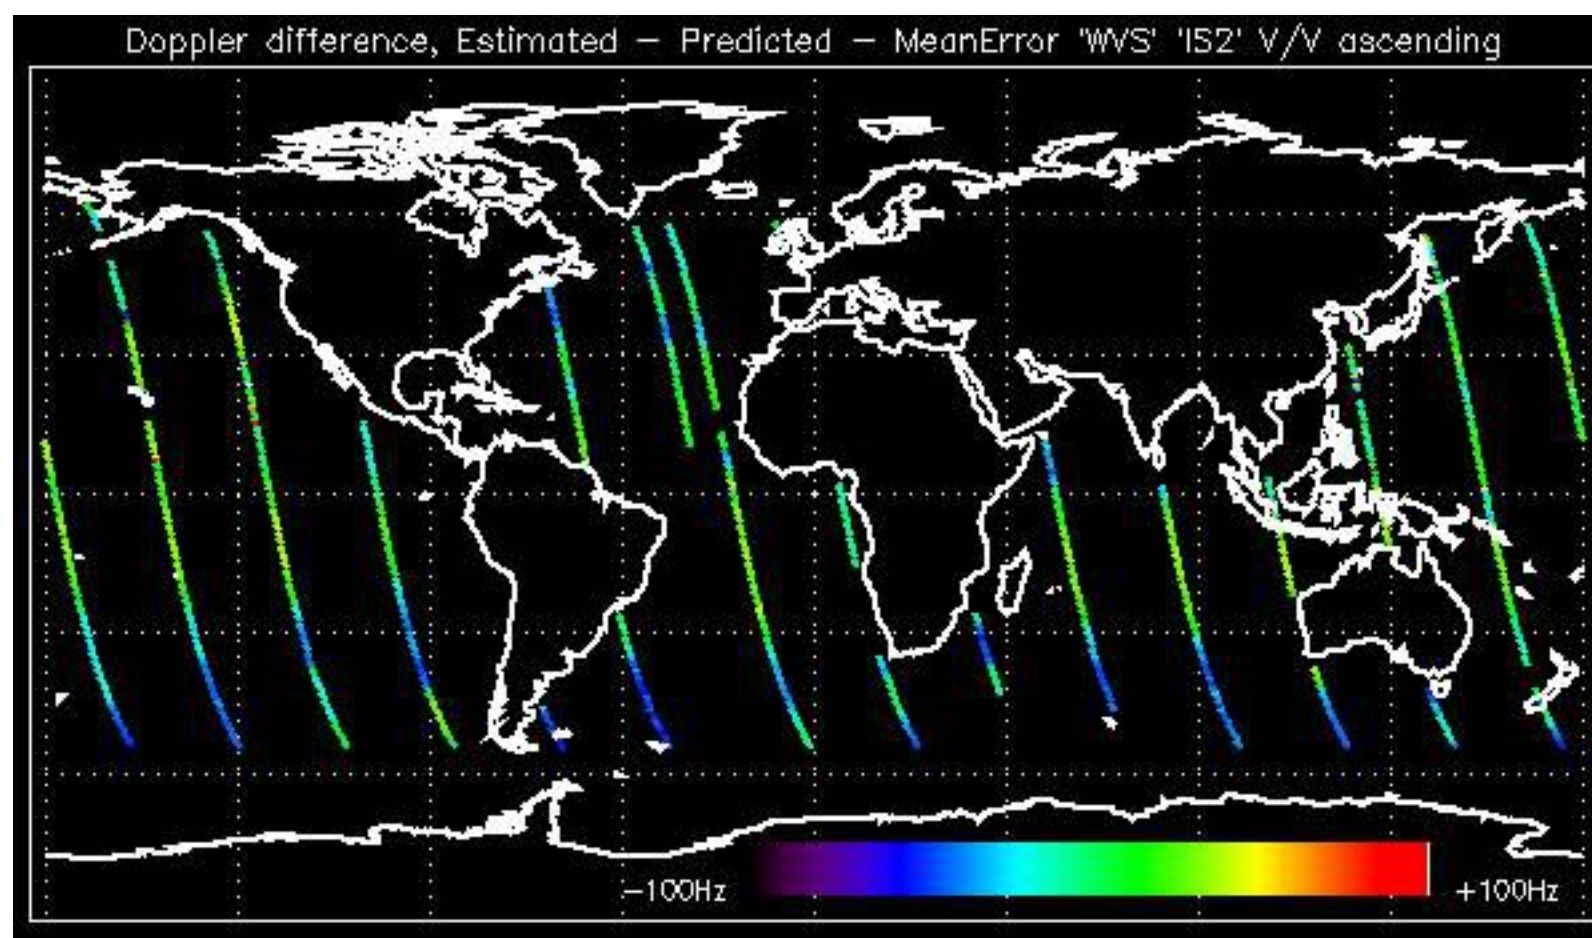 Doppler difference, Estimated – Predicted – MeanError 'WVS' 'IS2' V/V ascending
–100Hz
+100Hz